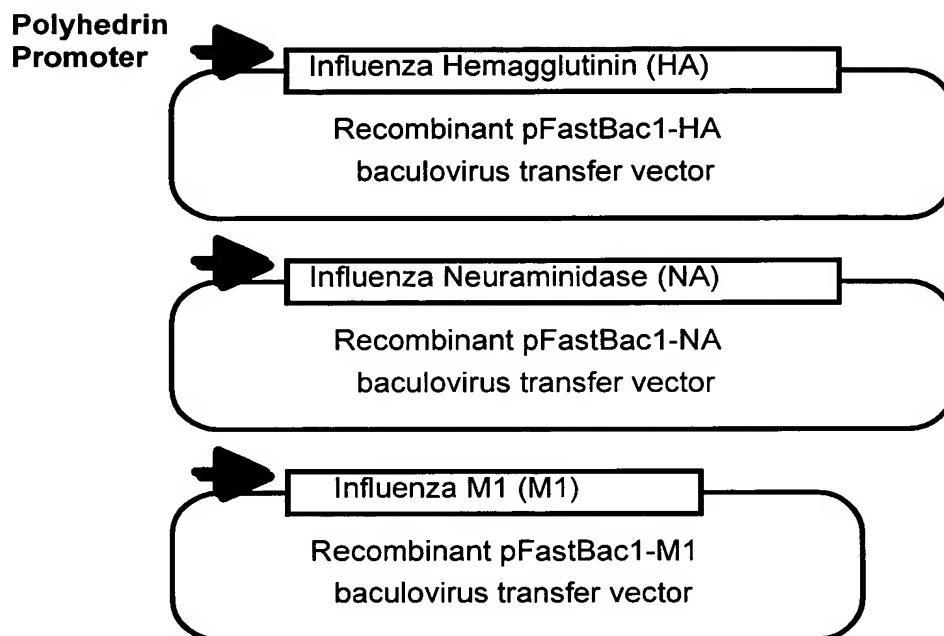 Polyhedrin
Promoter
Influenza Hemagglutinin (HA)
Recombinant pFastBac1-HA
baculovirus transfer vector
Influenza Neuraminidase (NA)
Recombinant pFastBac1-NA
baculovirus transfer vector
Influenza M1 (M1)
Recombinant pFastBac1-M1
baculovirus transfer vector